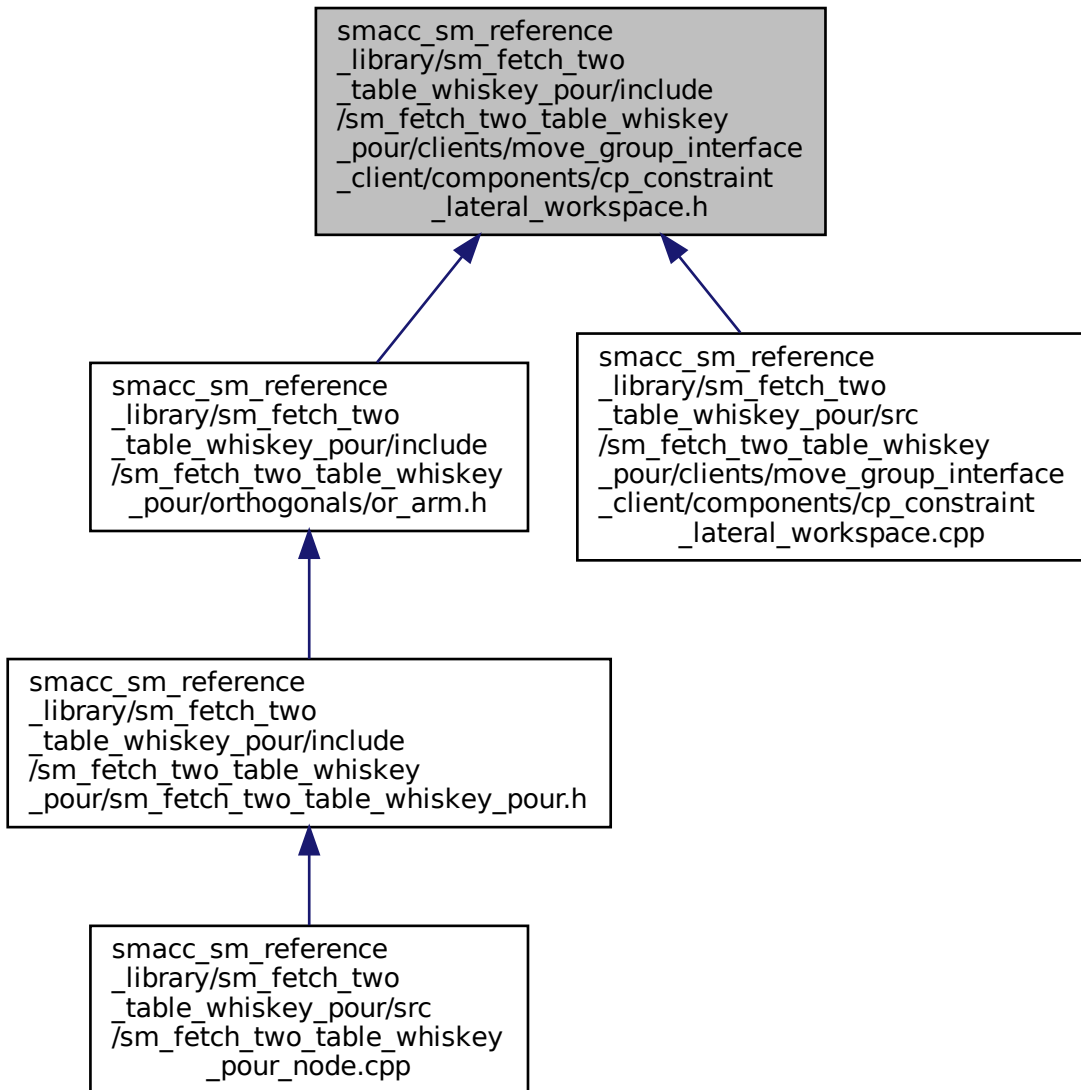 smacc_sm_reference
_library/sm_fetch_two
_table_whiskey_pour/include
/sm_fetch_two_table_whiskey
_pour/clients/move_group_interface
_client/components/cp_constraint
_lateral_workspace.h
smacc_sm_reference
_library/sm_fetch_two
_table_whiskey_pour/include
/sm_fetch_two_table_whiskey
_pour/orthogonals/or_arm.h
smacc_sm_reference
_library/sm_fetch_two
_table_whiskey_pour/src
/sm_fetch_two_table_whiskey
_pour/clients/move_group_interface
_client/components/cp_constraint
_lateral_workspace.cpp
smacc_sm_reference
_library/sm_fetch_two
_table_whiskey_pour/include
/sm_fetch_two_table_whiskey
_pour/sm_fetch_two_table_whiskey_pour.h
smacc_sm_reference
_library/sm_fetch_two
_table_whiskey_pour/src
/sm_fetch_two_table_whiskey
_pour_node.cpp